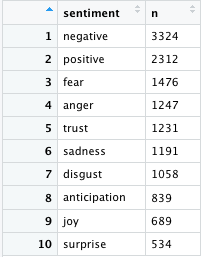 sentiment n
1 negative 3324
2 positive 2312
3 fear 1476
4 anger 1247
5 trust 1231
6 sadness 1191
7 disgust 1058
8 anticipation 839
9 joy 689
10 surprise 534